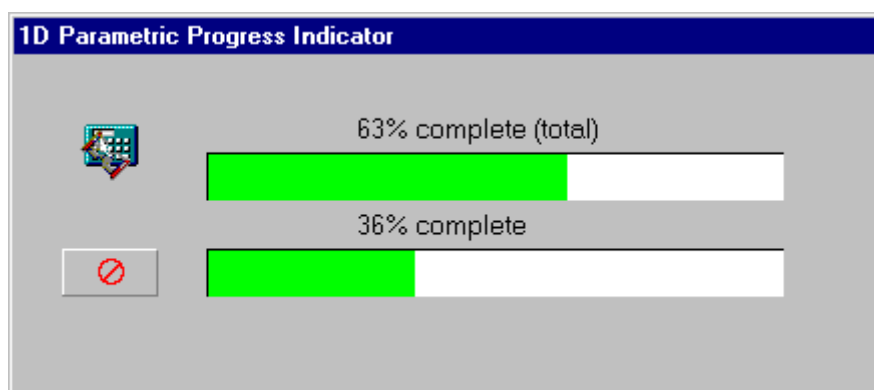 1D Parametric Progress Indicator
63% complete (total)
36% complete